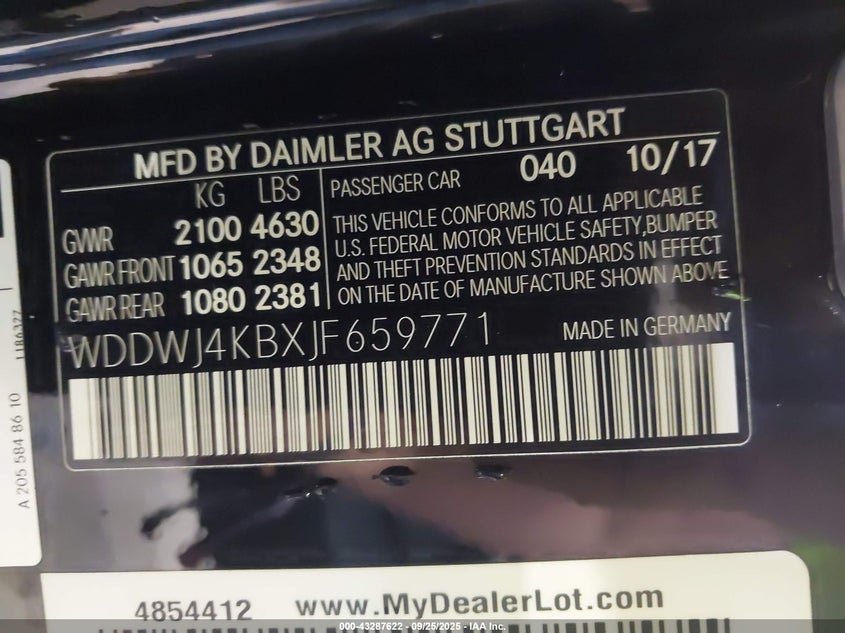 MFD BY DAIMLER AG STUTTGART
KG LBS
GVWR 2100 4630
GAWR FRONT 1065 2348
GAWR REAR 1080 2381
PASSENGER CAR 040 10/17
THIS VEHICLE CONFORMS TO ALL APPLICABLE
U.S. FEDERAL MOTOR VEHICLE SAFETY,BUMPER
AND THEFT PREVENTION STANDARDS IN EFFECT
ON THE DATE OF MANUFACTURE SHOWN ABOVE
WDDWJ4KBXJF659771 MADE IN GERMANY
A 205 584 86 10
1186327
4854412 www.MyDealerLot.com
000-43287622 - 09/25/2025 - IAA Inc.